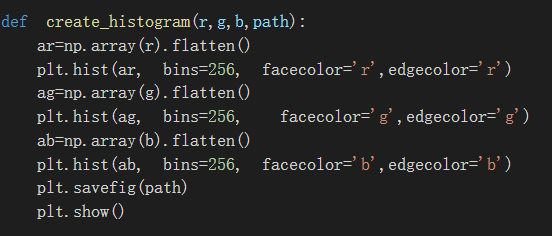 def  create_histogram(r,g,b,path):
    ar=np.array(r).flatten()
    plt.hist(ar,  bins=256,  facecolor='r',edgecolor='r')
    ag=np.array(g).flatten()
    plt.hist(ag,  bins=256,    facecolor='g',edgecolor='g')
    ab=np.array(b).flatten()
    plt.hist(ab,  bins=256,  facecolor='b',edgecolor='b')
    plt.savefig(path)
    plt.show()